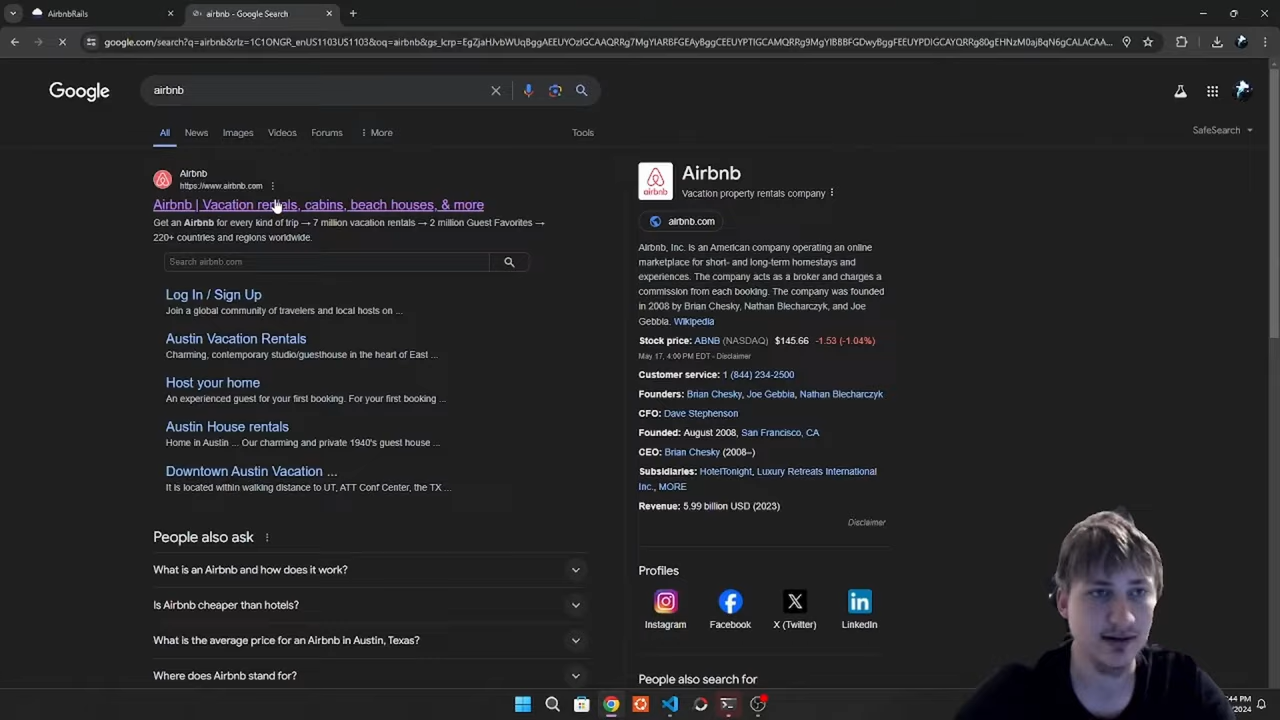 AirbnbRails
airbnb - Google Search
google.com/search?q=airbnb&rlz=1C1ONGR_enUS1103US1103&oq=airbnb&gs_lcrp=
Google
airbnb
All
News
Images
Videos
Forums
More
Tools
SafeSearch
Airbnb
https://www.airbnb.com
Airbnb | Vacation rentals, cabins, beach houses, & more
Get an Airbnb for every kind of trip → 7 million vacation rentals → 2 million Guest Favorites →
220+ countries and regions worldwide.
Search airbnb.com
Log In / Sign Up
Join a global community of travelers and local hosts on ...
Austin Vacation Rentals
Charming, contemporary studio/guesthouse in the heart of East ...
Host your home
An experienced guest for your first booking. For your first booking ...
Austin House rentals
Home in Austin ... Our charming and private 1940's guest house ...
Downtown Austin Vacation ...
It is located within walking distance to UT, ATT Conf Center, the TX ...
People also ask
What is an Airbnb and how does it work?
Is Airbnb cheaper than hotels?
What is the average price for an Airbnb in Austin, Texas?
Where does Airbnb stand for?
airbnb
Airbnb
Vacation property rentals company
airbnb.com
Airbnb, Inc. is an American company operating an online
marketplace for short- and long-term homestays and
experiences. The company acts as a broker and charges a
commission from each booking. The company was founded
in 2008 by Brian Chesky, Nathan Blecharczyk, and Joe
Gebbia. Wikipedia
Stock price: ABNB (NASDAQ) $145.66 -1.53 (-1.04%)
May 17, 4:00 PM EDT - Disclaimer
Customer service: 1 (844) 234-2500
Founders: Brian Chesky, Joe Gebbia, Nathan Blecharczyk
CFO: Dave Stephenson
Founded: August 2008, San Francisco, CA
CEO: Brian Chesky (2008–)
Subsidiaries: HotelTonight, Luxury Retreats International
Inc., MORE
Revenue: 5.99 billion USD (2023)
Disclaimer
Profiles
Instagram
Facebook
X (Twitter)
LinkedIn
People also search for